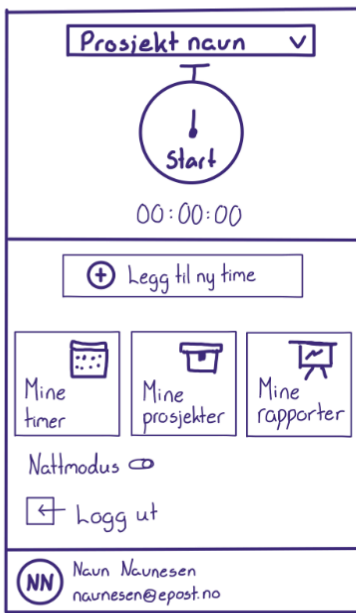 Prosjekt navn
Start
00:00:00
Legg til ny time
Mine timer
Mine prosjekter
Mine rapporter
Nattmodus
Logg ut
NN
Navn Navnesen
navnesen@epost.no